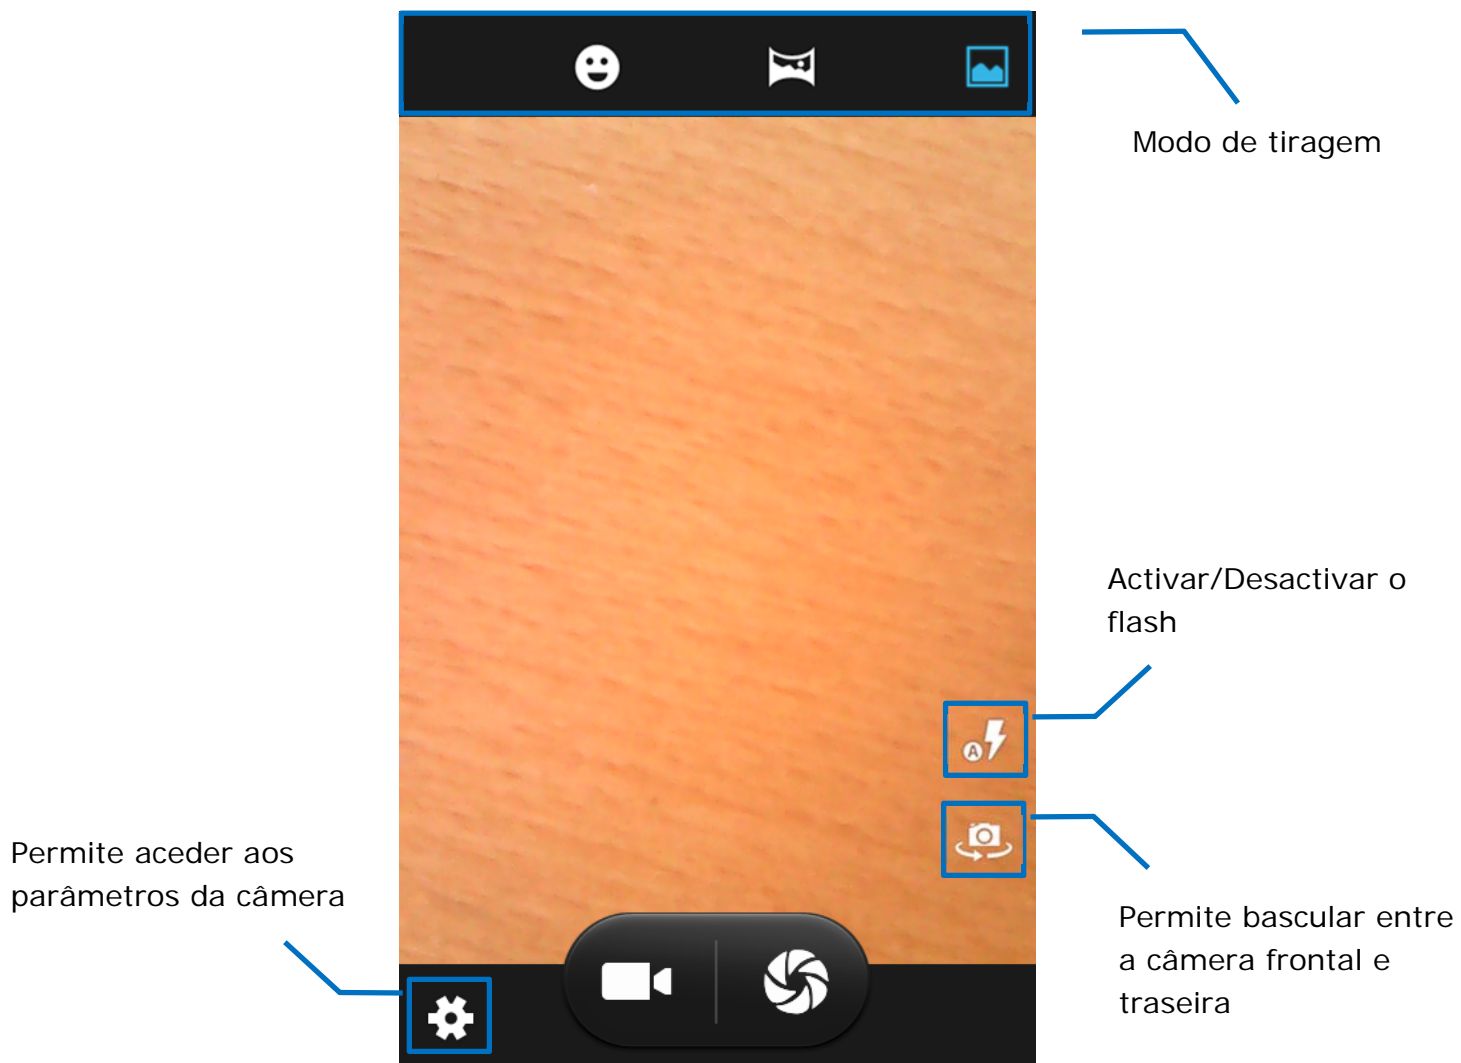 Modo de tiragem
Activar/Desactivar o
flash
A
Permite aceder aos
parâmetros da câmera
Permite bascular entre
a câmera frontal e
traseira